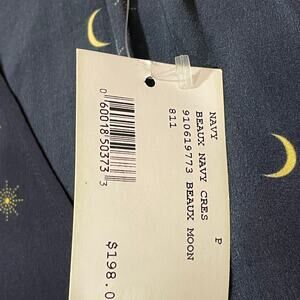 NAVY P
BEAUX NAVY CRES
910619773 BEAUX MOON
811
0 60018 50373 3
$198.0